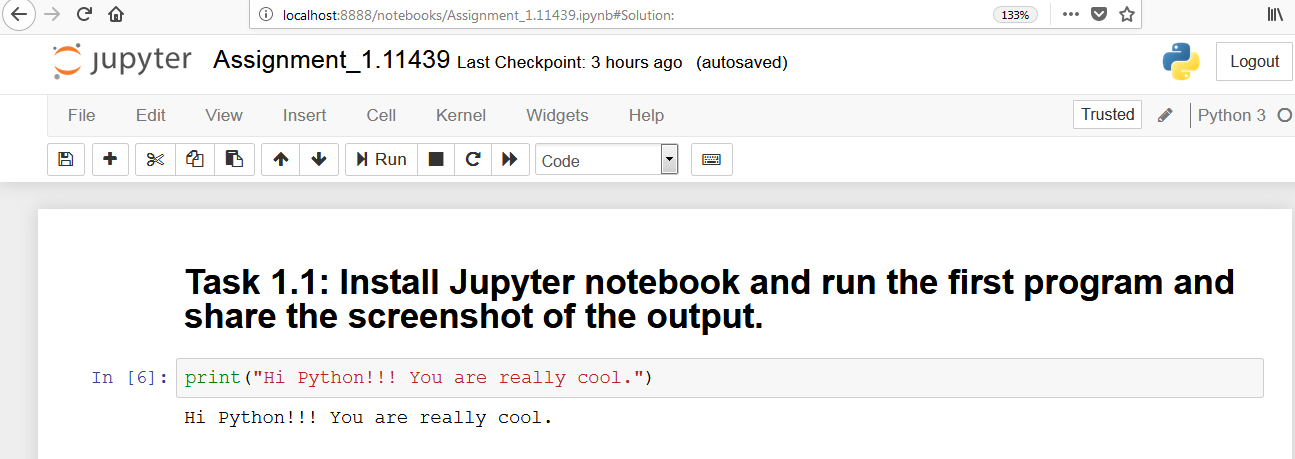 localhost:8888/notebooks/Assignment_1.11439.ipynb#Solution: 133%
jupyter Assignment_1.11439 Last Checkpoint: 3 hours ago (autosaved) Logout
File Edit View Insert Cell Kernel Widgets Help Trusted Python 3
Run Code
Task 1.1: Install Jupyter notebook and run the first program and
share the screenshot of the output.
In [6]: print("Hi Python!!! You are really cool.")
Hi Python!!! You are really cool.